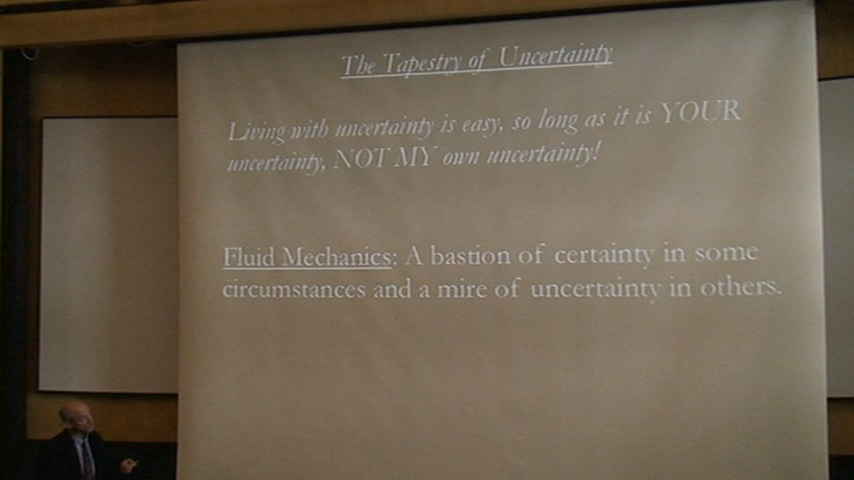 The Tapestry of Uncertainty
Living with uncertainty is easy, so long as it is YOUR
uncertainty, NOT MY own uncertainty!
Fluid Mechanics: A bastion of certainty in some
circumstances and a mire of uncertainty in others.